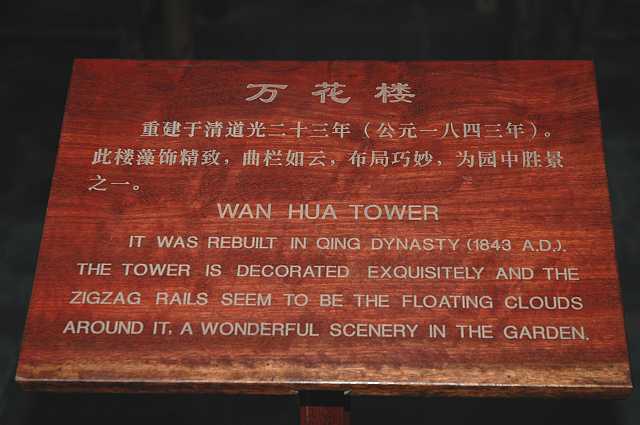 万花楼
重建于清道光二十三年（公元一八四三年）。
此楼藻饰精致，曲栏如云，布局巧妙，为园中胜景
之一。
WAN HUA TOWER
IT WAS REBUILT IN QING DYNASTY (1843 A.D.).
THE TOWER IS DECORATED EXQUISITELY AND THE
ZIGZAG RAILS SEEM TO BE THE FLOATING CLOUDS
AROUND IT, A WONDERFUL SCENERY IN THE GARDEN.